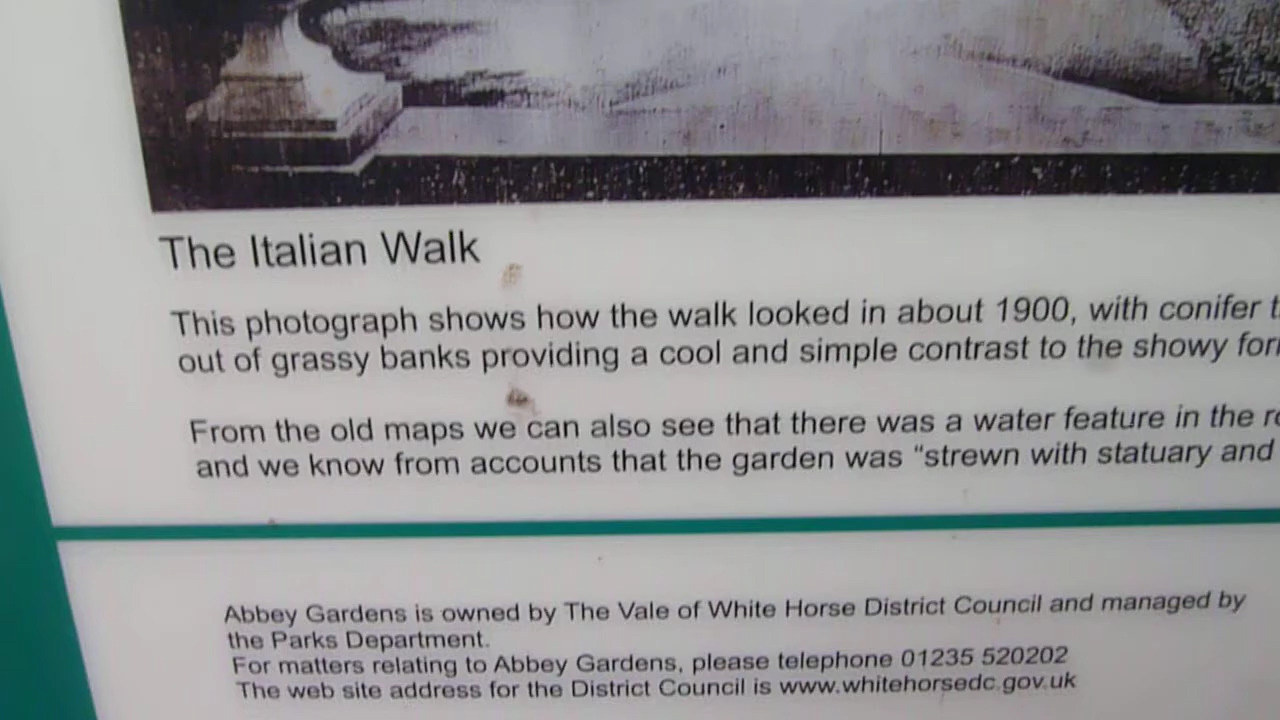 The Italian Walk
This photograph shows how the walk looked in about 1900, with conifer
out of grassy banks providing a cool and simple contrast to the showy
From the old maps we can also see that there was a water feature in the
and we know from accounts that the garden was “strewn with statuary and
Abbey Gardens is owned by The Vale of White Horse District Council and managed by
the Parks Department.
For matters relating to Abbey Gardens, please telephone 01235 520202
The web site address for the District Council is www.whitehorsedc.gov.uk